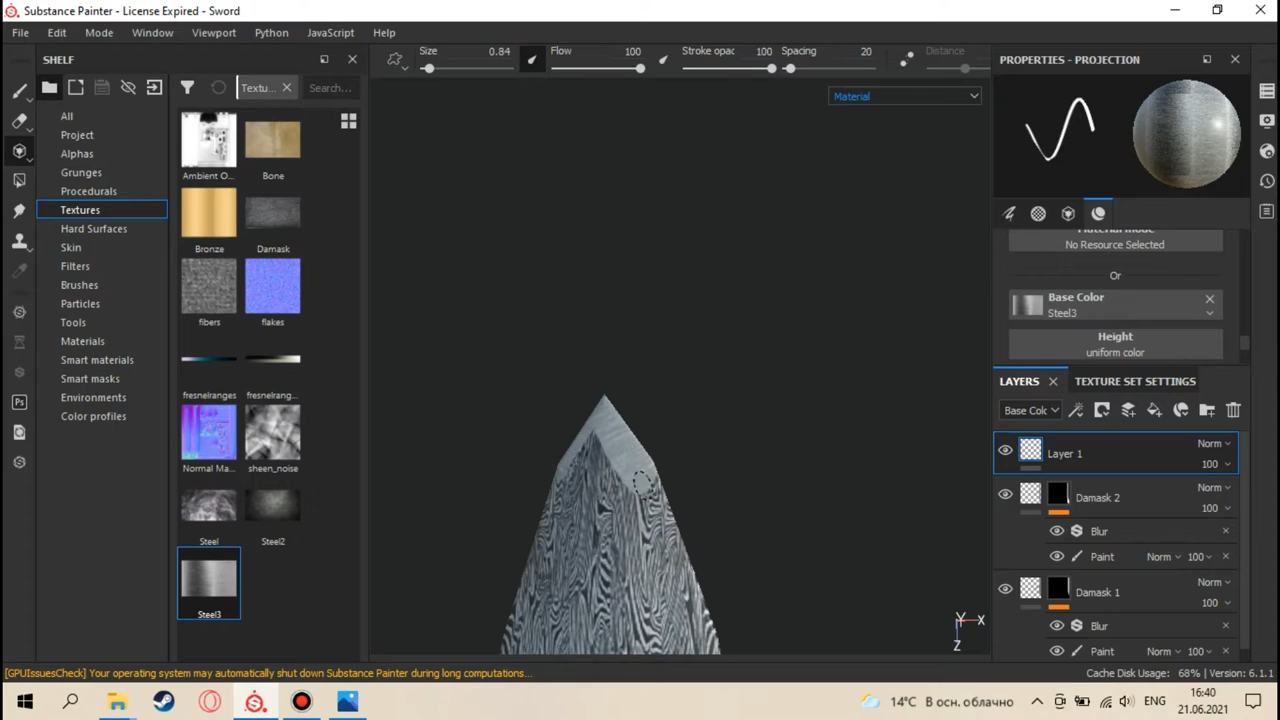 Substance Painter - License Expired - Sword
File Edit Mode Window Viewport Python JavaScript Help
SHELF
Size 0.84 Flow 100 Stroke opac 100 Spacing 20 Distance
PROPERTIES - PROJECTION
Textu... Search...
Material
All
Project
Alphas
Grunges
Procedurals
Textures
Hard Surfaces
Skin
Filters
Brushes
Particles
Tools
Materials
Smart materials
Smart masks
Environments
Color profiles
Ambient O... Bone
Bronze Damask
fibers flakes
fresnelranges fresnelrang...
Normal Ma... sheen_noise
Steel Steel2
Steel3
Material mode
No Resource Selected
Or
Base Color
Steel3
Height
uniform color
LAYERS TEXTURE SET SETTINGS
Base Colc
Ps
Layer 1 Norm 100
Damask 2 Norm 100
Blur
Paint Norm 100
Damask 1 Norm 100
Blur
Paint Norm 100
Y X
Z
[GPUIssuesCheck] Your operating system may automatically shut down Substance Painter during long computations...
Cache Disk Usage: 68% | Version: 6.1.1
14°C В осн. облачно ENG 16:40
21.06.2021